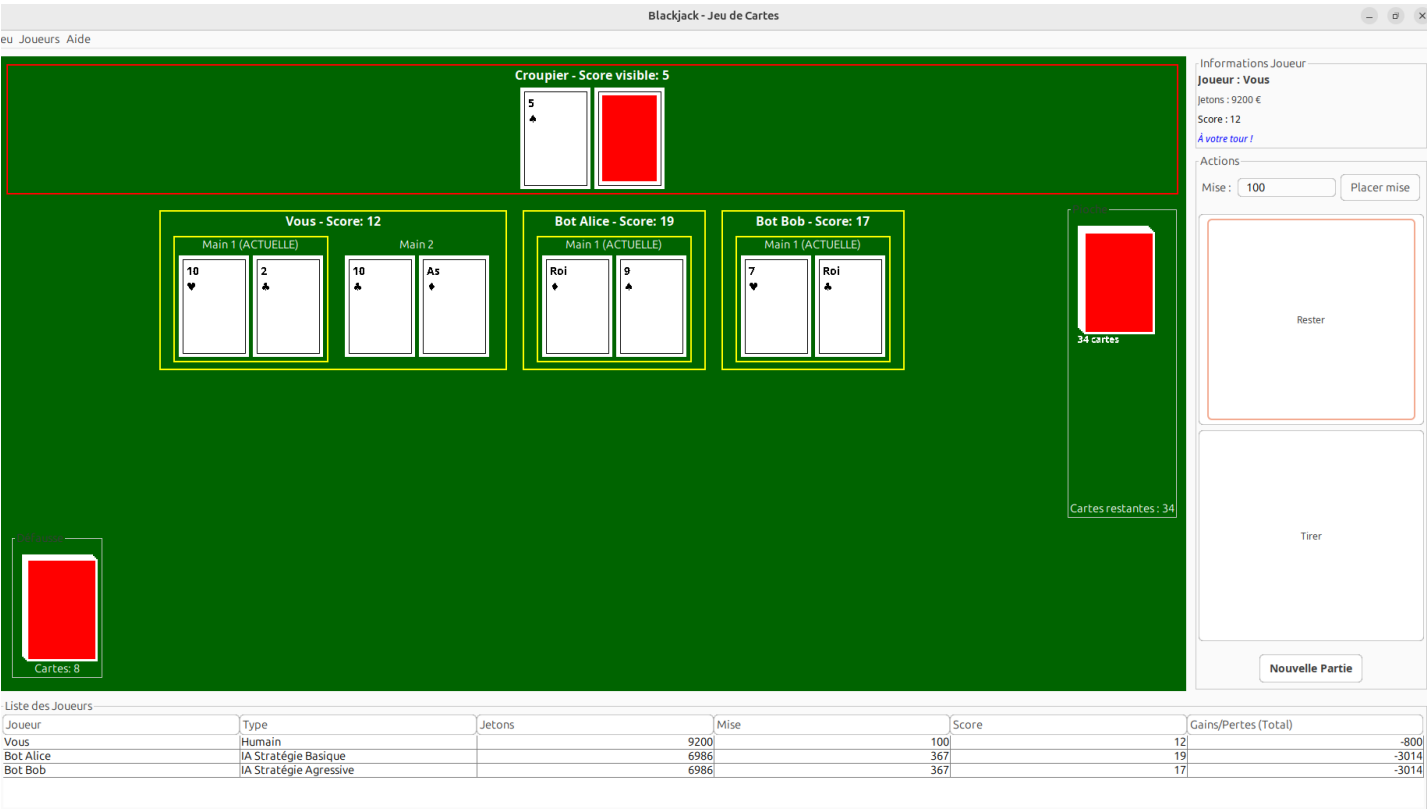 Blackjack - Jeu de Cartes
eu Joueurs Aide
Croupier - Score visible: 5
5
♠
Vous - Score: 12
Main 1 (ACTUELLE)
10
♥
2
♣
Main 2
10
♣
As
♦
Bot Alice - Score: 19
Main 1 (ACTUELLE)
Roi
♦
9
♠
Bot Bob - Score: 17
Main 1 (ACTUELLE)
7
♥
Roi
♣
34 cartes
Cartes restantes : 34
Cartes: 8
Informations Joueur
Joueur : Vous
Jetons : 9200 €
Score : 12
À votre tour !
Actions
Mise : 100 Placer mise
Rester
Tirer
Nouvelle Partie
Liste des Joueurs
Joueur Type Jetons Mise Score Gains/Pertes (Total)
Vous Humain 9200 100 12 -800
Bot Alice IA Stratégie Basique 6986 367 19 -3014
Bot Bob IA Stratégie Agressive 6986 367 17 -3014